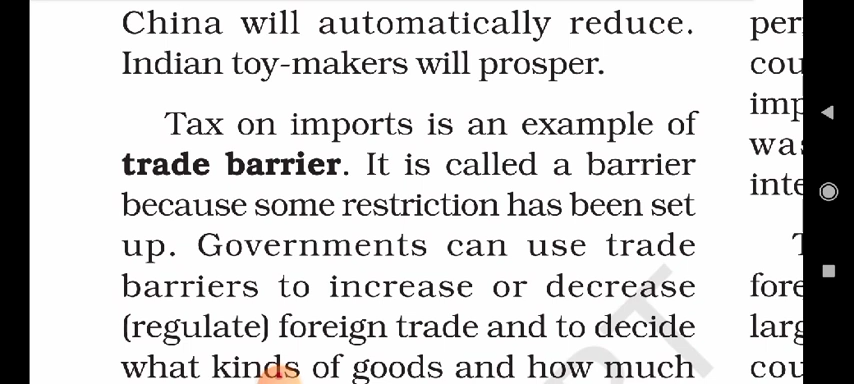 China will automatically reduce.
Indian toy-makers will prosper.
Tax on imports is an example of
trade barrier. It is called a barrier
because some restriction has been set
up. Governments can use trade
barriers to increase or decrease
(regulate) foreign trade and to decide
what kinds of goods and how much